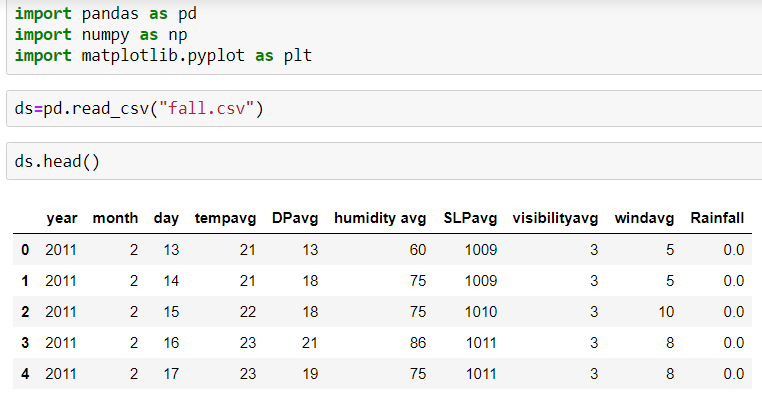 import pandas as pd
import numpy as np
import matplotlib.pyplot as plt
ds=pd.read_csv("fall.csv")
ds.head()
year month day tempavg DPavg humidity avg SLPavg visibilityavg windavg Rainfall
0 2011 2 13 21 13 60 1009 3 5 0.0
1 2011 2 14 21 18 75 1009 3 5 0.0
2 2011 2 15 22 18 75 1010 3 10 0.0
3 2011 2 16 23 21 86 1011 3 8 0.0
4 2011 2 17 23 19 75 1011 3 8 0.0